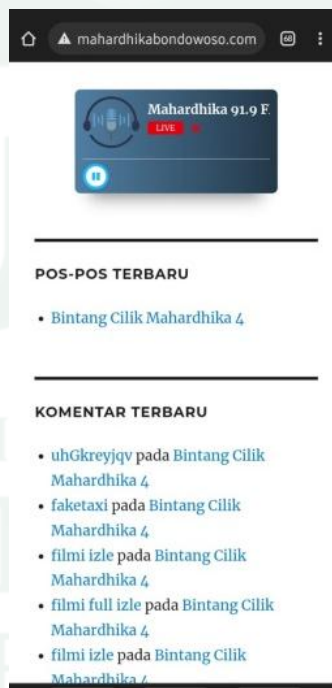 mahardhikabondowoso.com
68
Mahardhika 91.9 F
LIVE
POS-POS TERBARU
• Bintang Cilik Mahardhika 4
KOMENTAR TERBARU
• uhGkreyjqv pada Bintang Cilik
Mahardhika 4
• faketaxi pada Bintang Cilik
Mahardhika 4
• filmi izle pada Bintang Cilik
Mahardhika 4
• filmi full izle pada Bintang Cilik
Mahardhika 4
• filmi izle pada Bintang Cilik
Mahardhika 4